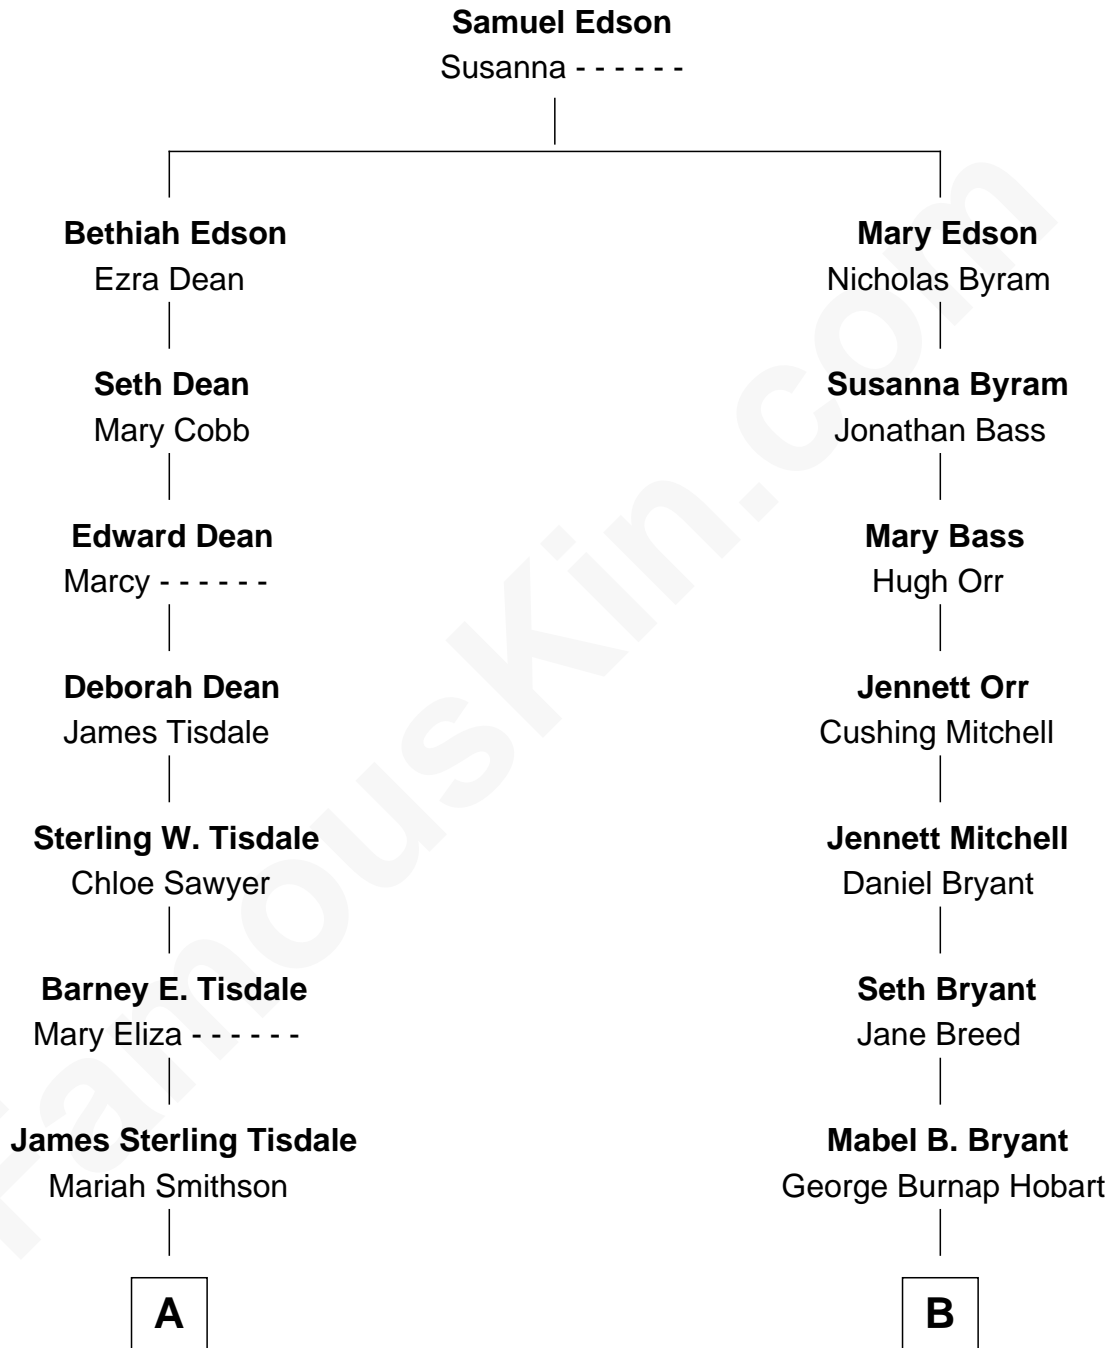 Samuel Edson
Susanna - - - - - -
Bethiah Edson
Ezra Dean
Mary Edson
Nicholas Byram
Seth Dean
Mary Cobb
Susanna Byram
Jonathan Bass
Edward Dean
Marcy - - - - - -
Mary Bass
Hugh Orr
Deborah Dean
James Tisdale
Jennett Orr
Cushing Mitchell
Sterling W. Tisdale
Chloe Sawyer
Jennett Mitchell
Daniel Bryant
Barney E. Tisdale
Mary Eliza - - - - - -
Seth Bryant
Jane Breed
James Sterling Tisdale
Mariah Smithson
Mabel B. Bryant
George Burnap Hobart
A
B
FamousKin.com